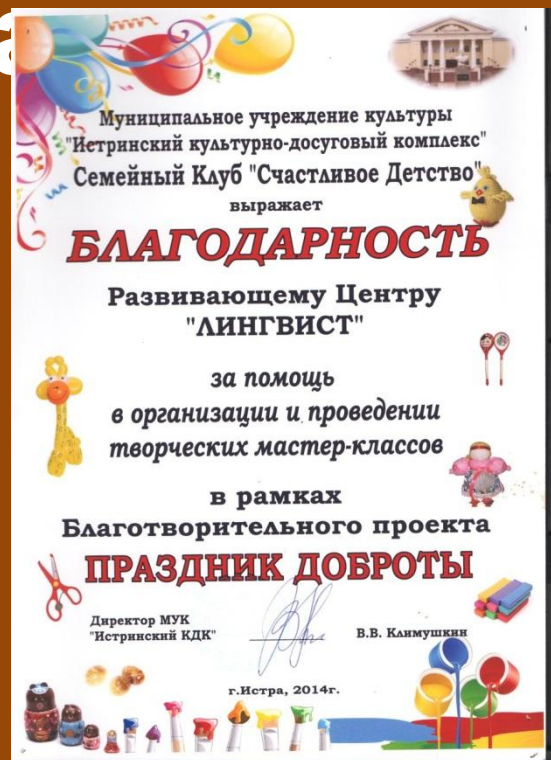 Муниципальное учреждение культуры
"Истринский культурно-досуговый комплекс"
Семейный Клуб "Счастливое Детство"
выражает
БЛАГОДАРНОСТЬ
Развивающему Центру
"ЛИНГВИСТ"
за помощь
в организации и проведении
творческих мастер-классов
в рамках
Благотворительного проекта
ПРАЗДНИК ДОБРОТЫ
Директор МУК
"Истринский КДК"
В.В. Климушкин
г.Истра, 2014г.